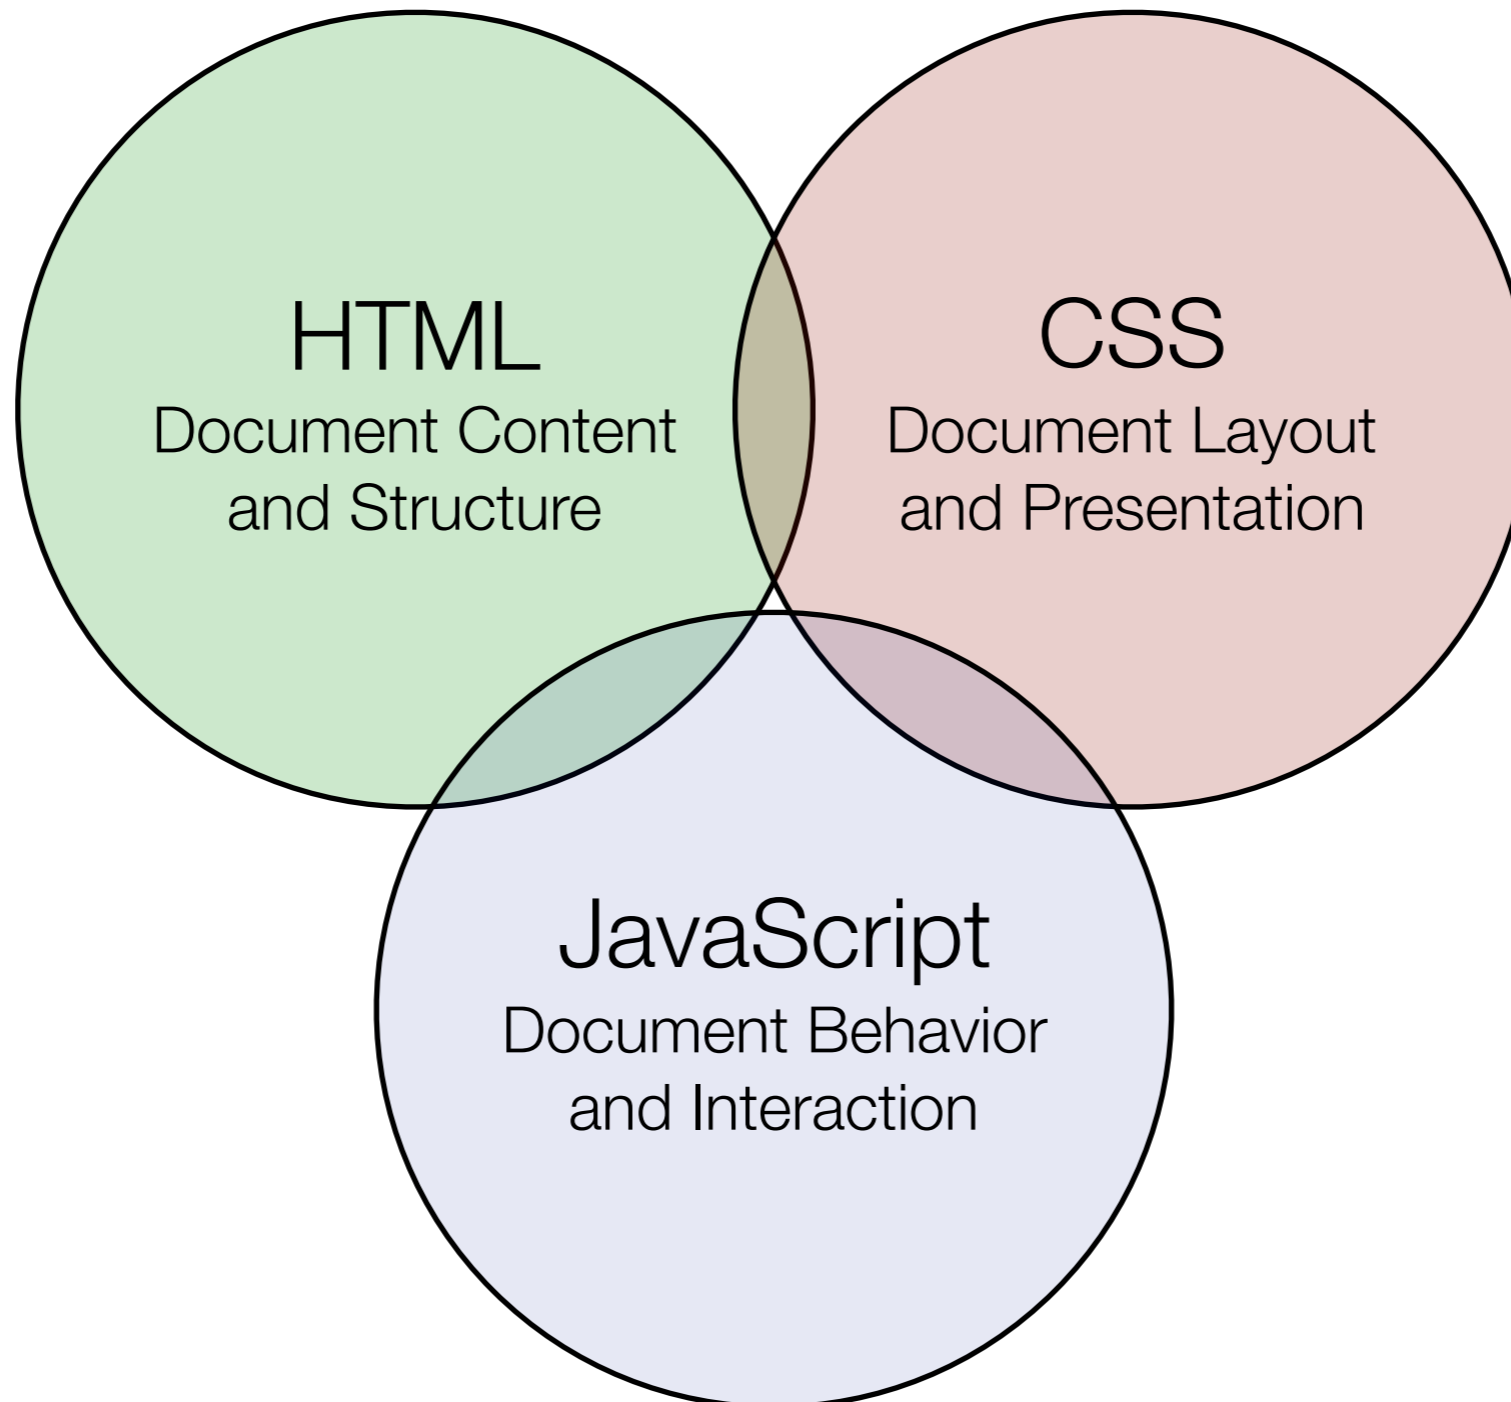 HTML
Document Content
and Structure
CSS
Document Layout
and Presentation
JavaScript
Document Behavior
and Interaction